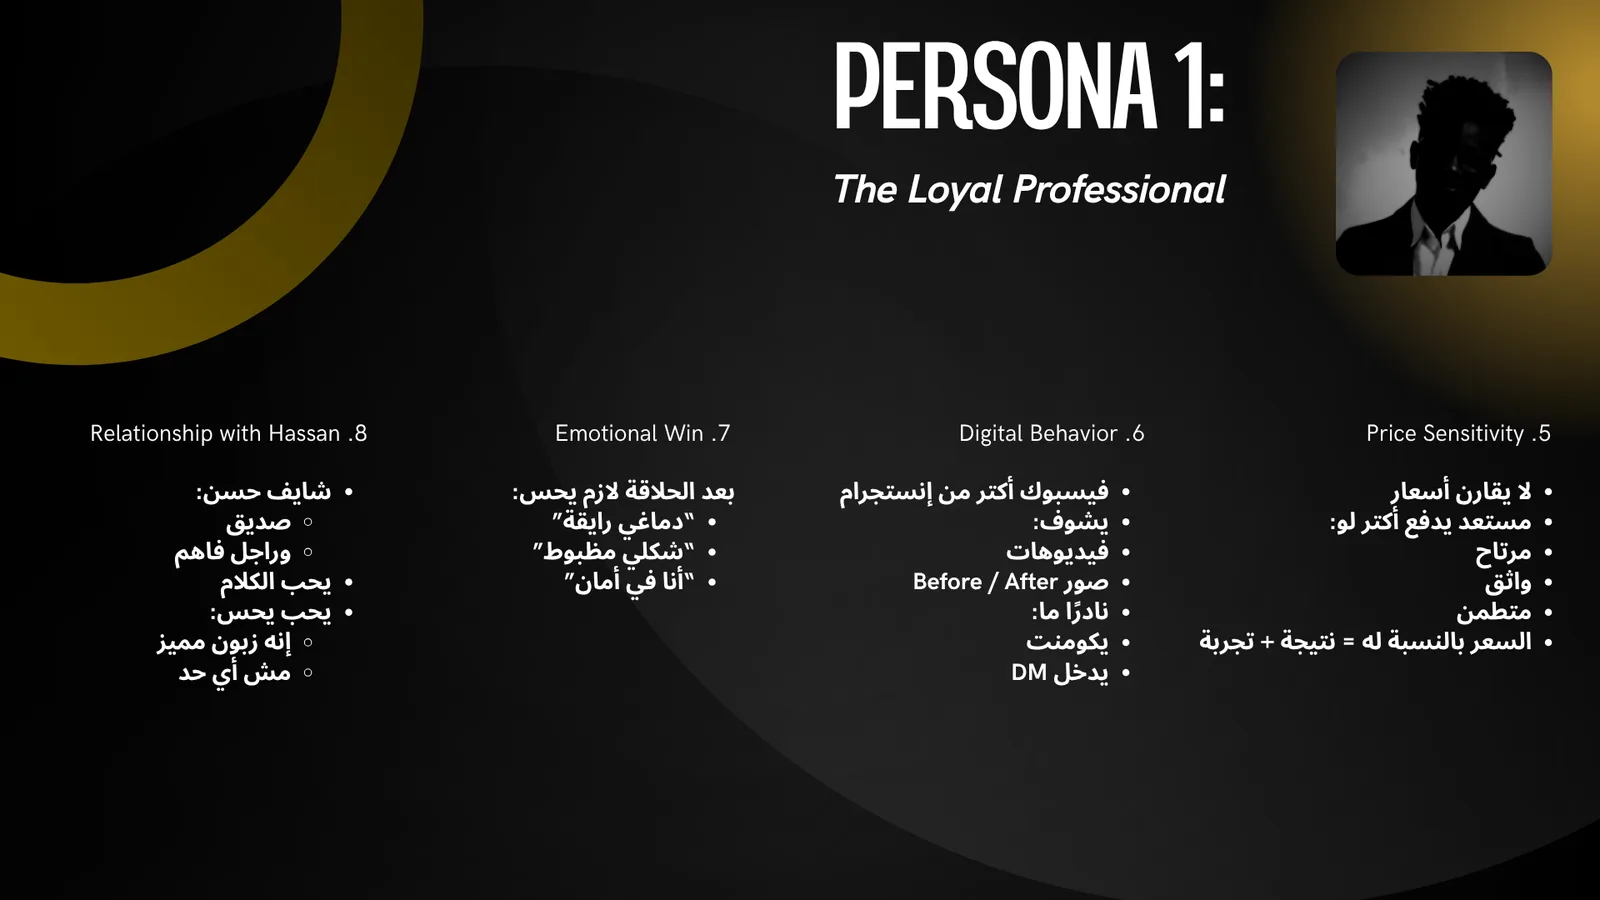 PERSONA 1:
The Loyal Professional
5. Price Sensitivity
• لا يقارن أسعار
• مستعد يدفع أكتر لو:
• مرتاح
• واثق
• متطمن
• السعر بالنسبة له = نتيجة + تجربة
6. Digital Behavior
• فيسبوك أكتر من إنستجرام
• يشوف:
• فيديوهات
• صور Before / After
• نادرًا ما:
• يكومنت
• يدخل DM
7. Emotional Win
بعد الحلاقة لازم يحس:
• “دماغي رايقة”
• “شكلي مظبوط”
• “أنا في أمان”
8. Relationship with Hassan
• شايف حسن:
○ صديق
○ وراجل فاهم
• يحب الكلام
• يحب يحس:
○ إنه زبون مميز
○ مش أي حد